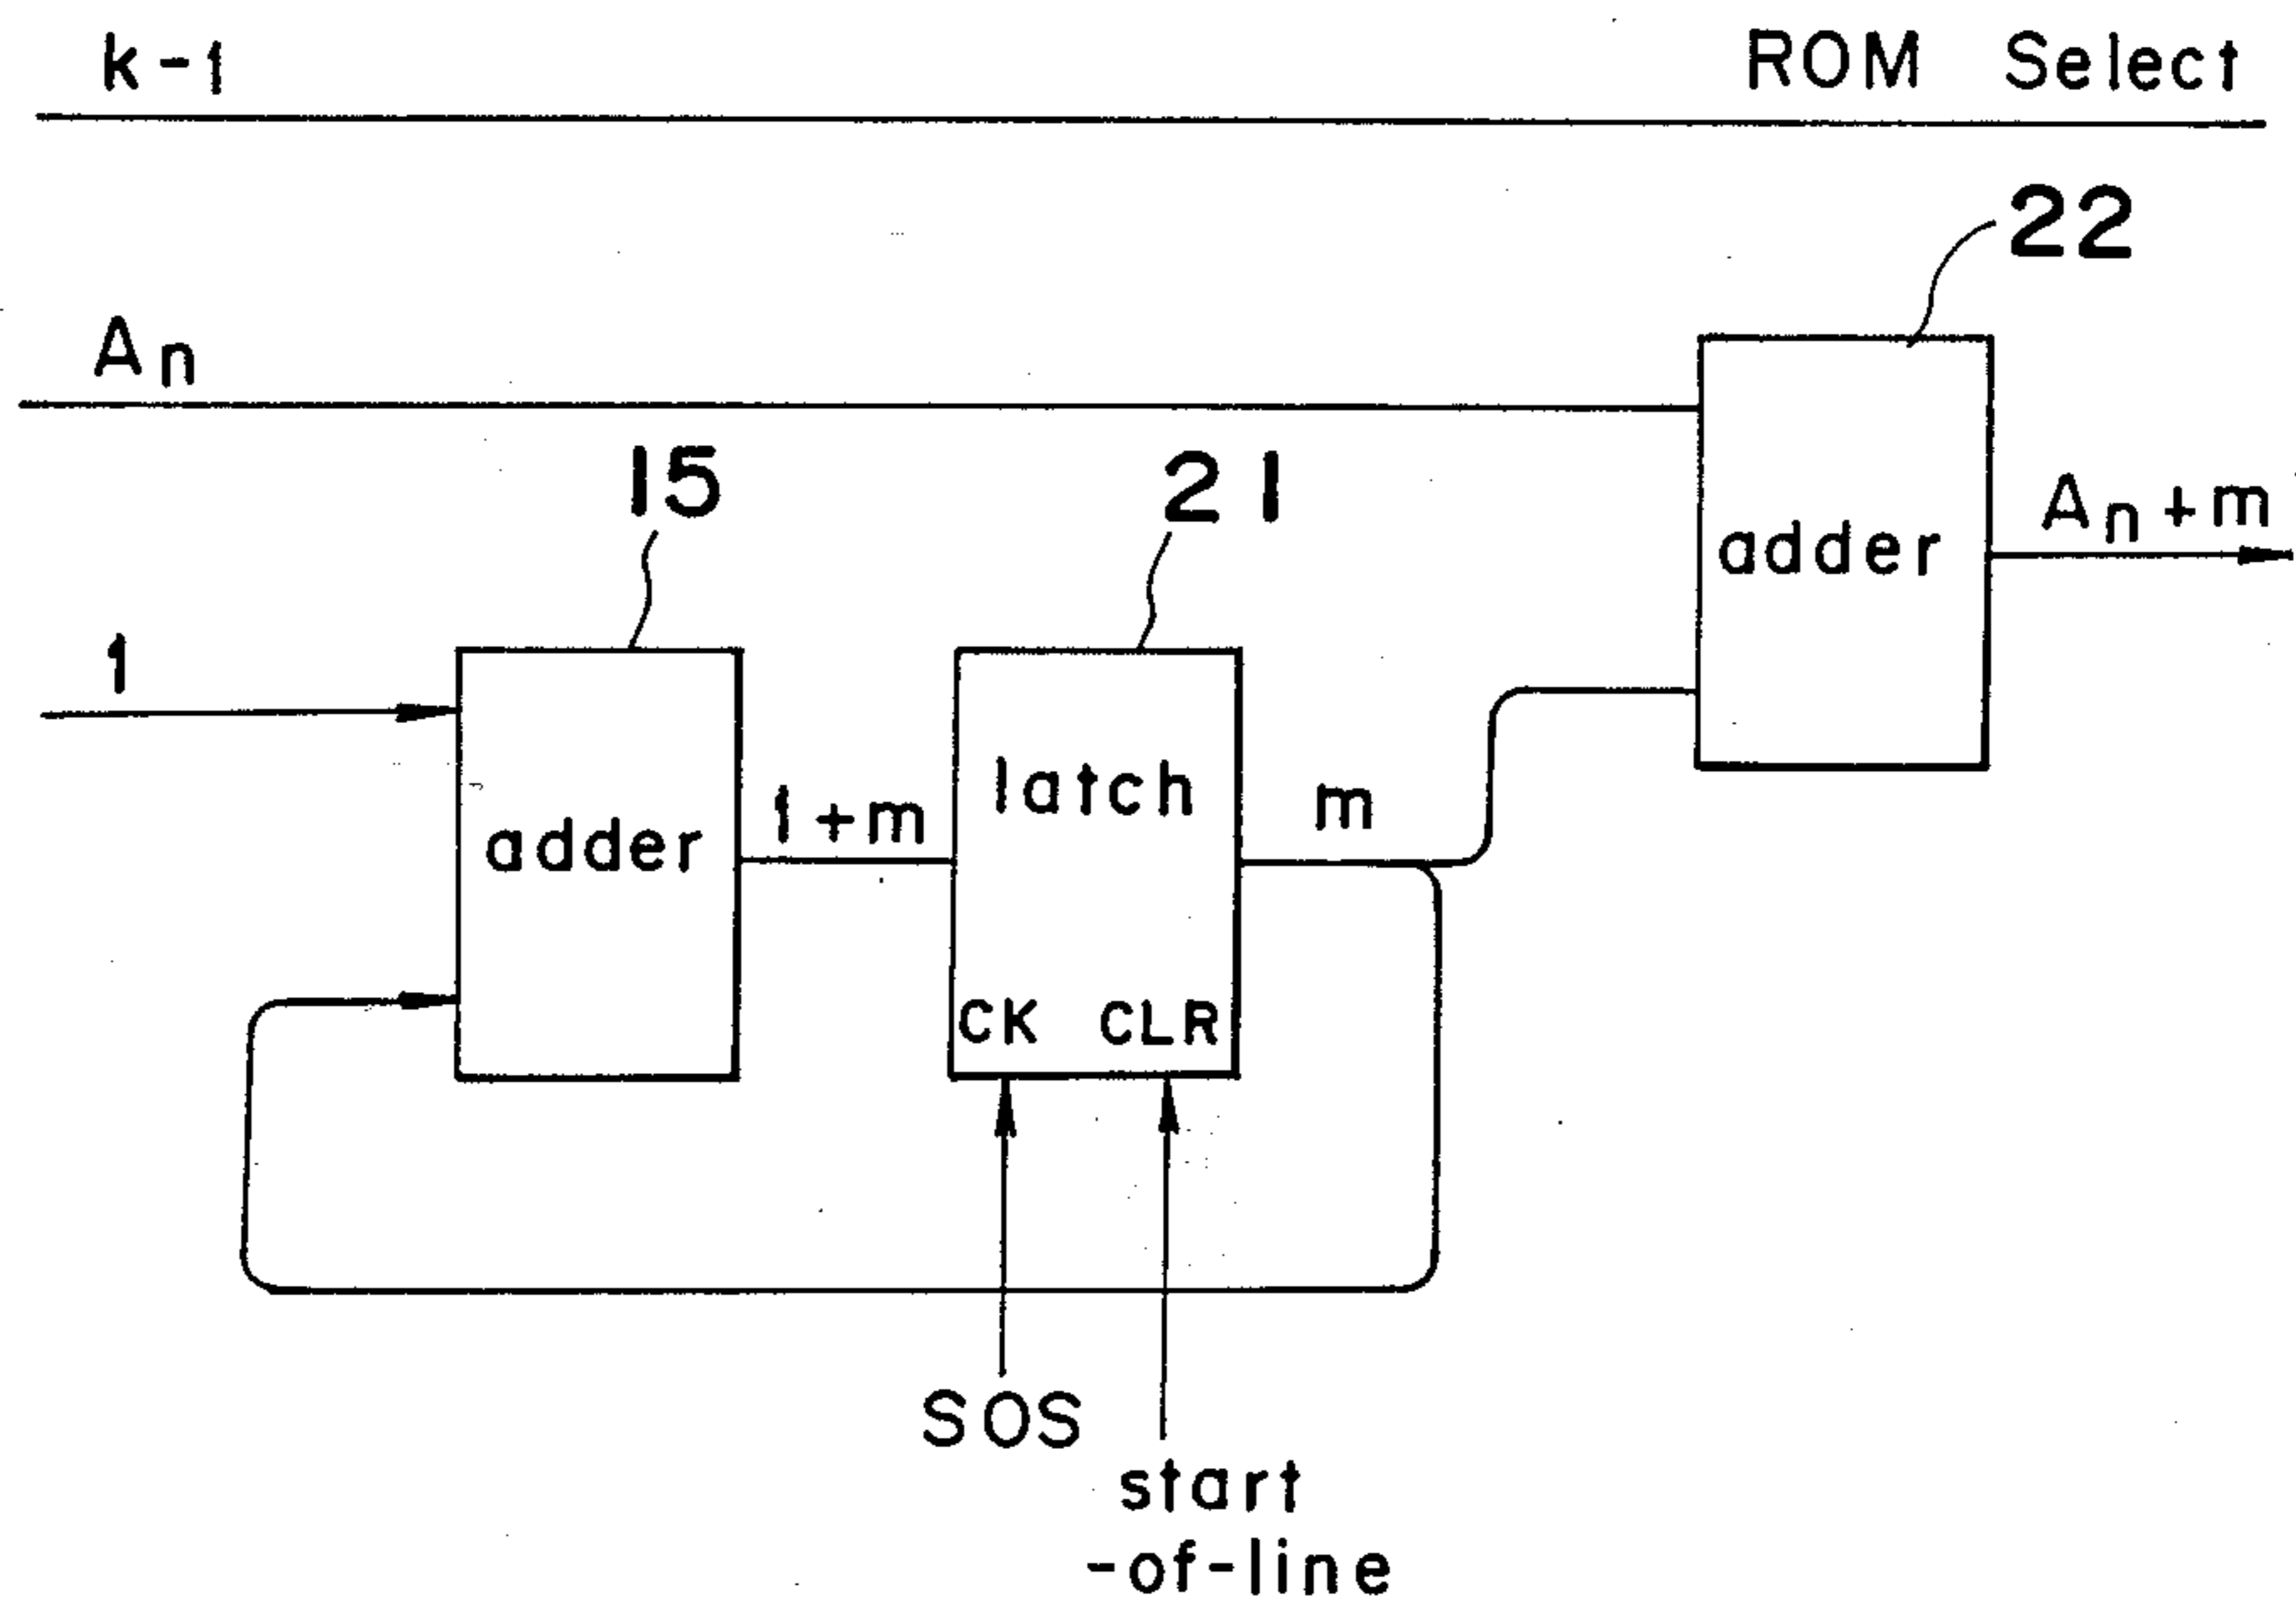 k-1
ROM Select
22
An
15
21
An+m
adder
1
latch
1+m
m
adder
CK CLR
SOS
start
-of-line